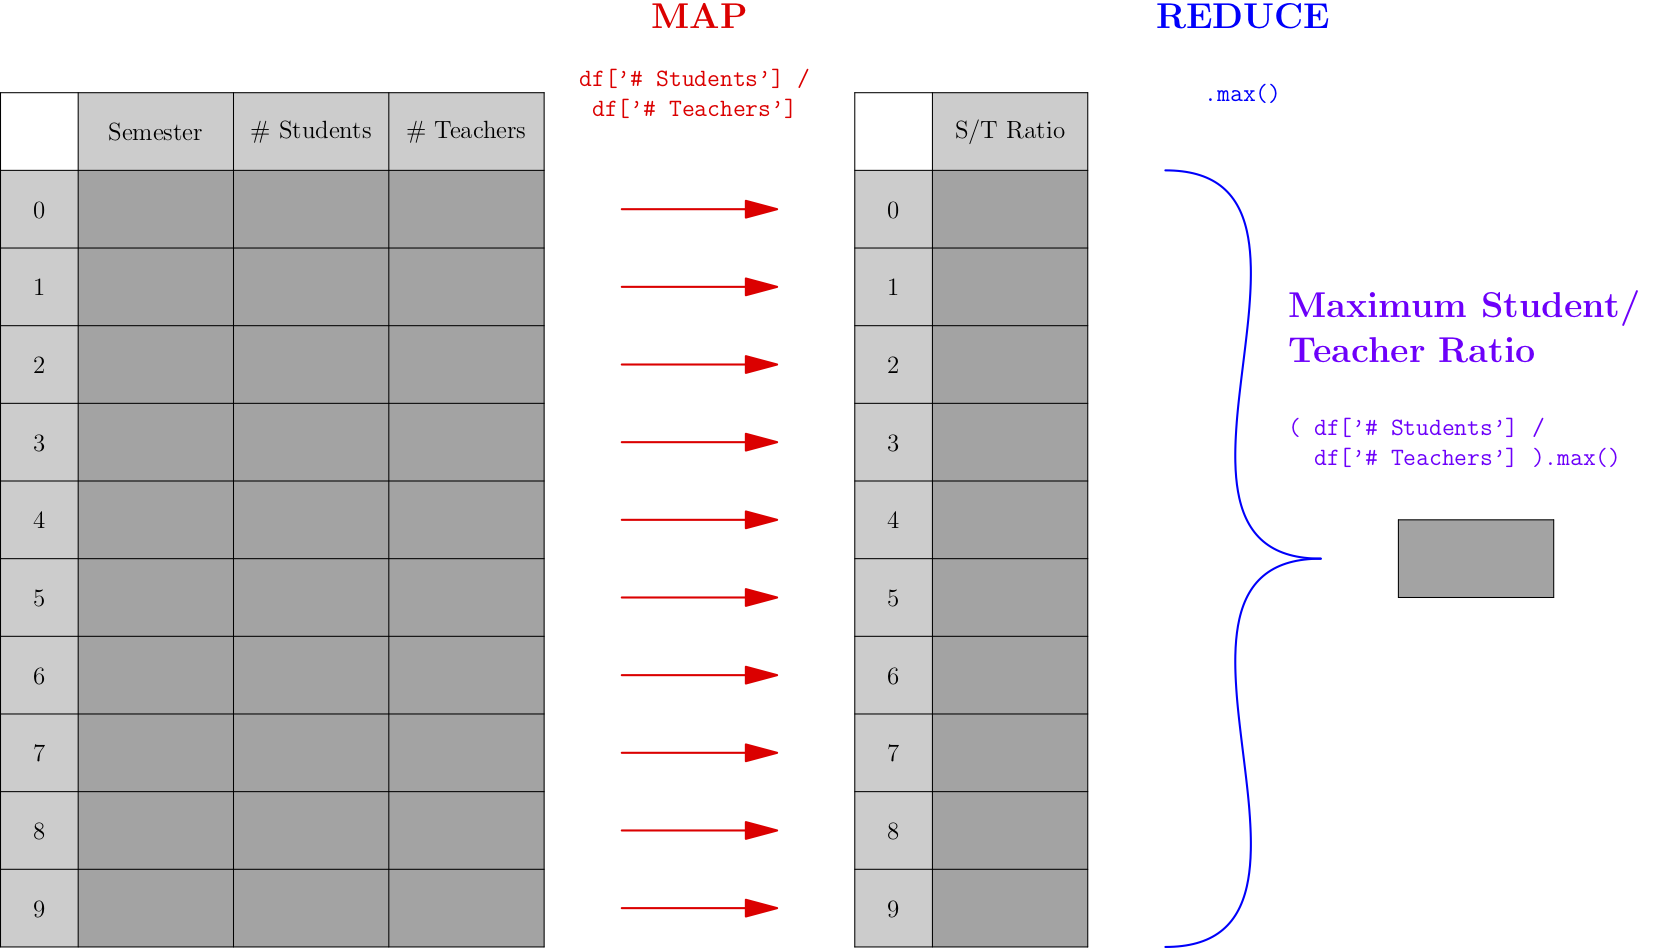 MAP
REDUCE
df['# Students'] /
df['# Teachers']
.max()
Semester # Students # Teachers
S/T Ratio
0 0
1 1
2 2
3 3
4 4
5 5
6 6
7 7
8 8
9 9
Maximum Student/
Teacher Ratio
( df['# Students'] /
df['# Teachers'] ).max()